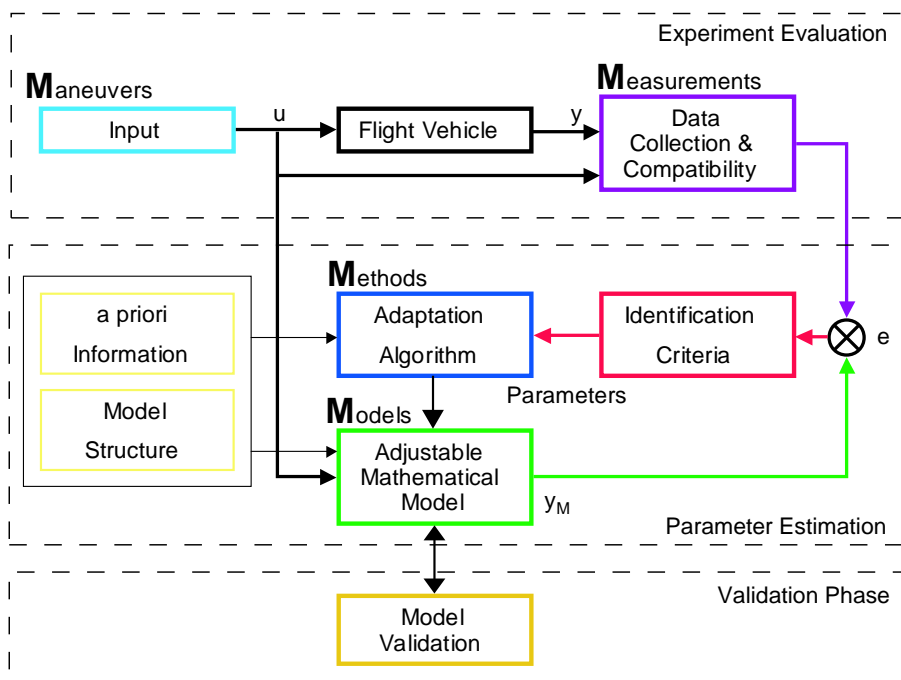 Experiment Evaluation
Maneuvers
Measurements
Input
u
Flight Vehicle
y
Data
Collection &
Compatibility
Methods
a priori
Information
Adaptation
Algorithm
Identification
Criteria
e
Parameters
Model
Structure
Models
Adjustable
Mathematical
Model
yM
Parameter Estimation
Validation Phase
Model
Validation